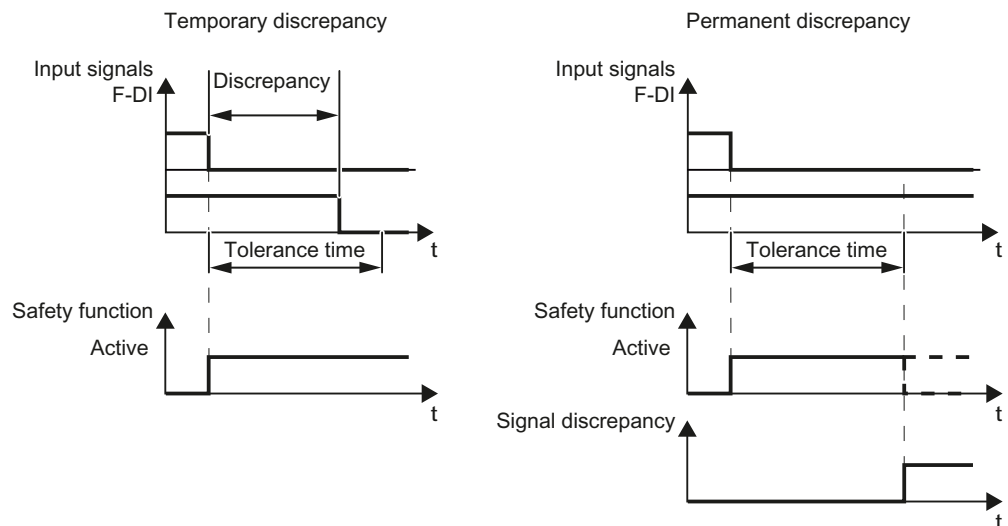 Temporary discrepancy
Input signals
F-DI
Discrepancy
t
Tolerance time
Safety function
Active
t
Permanent discrepancy
Input signals
F-DI
t
Tolerance time
Safety function
Active
t
Signal discrepancy
t